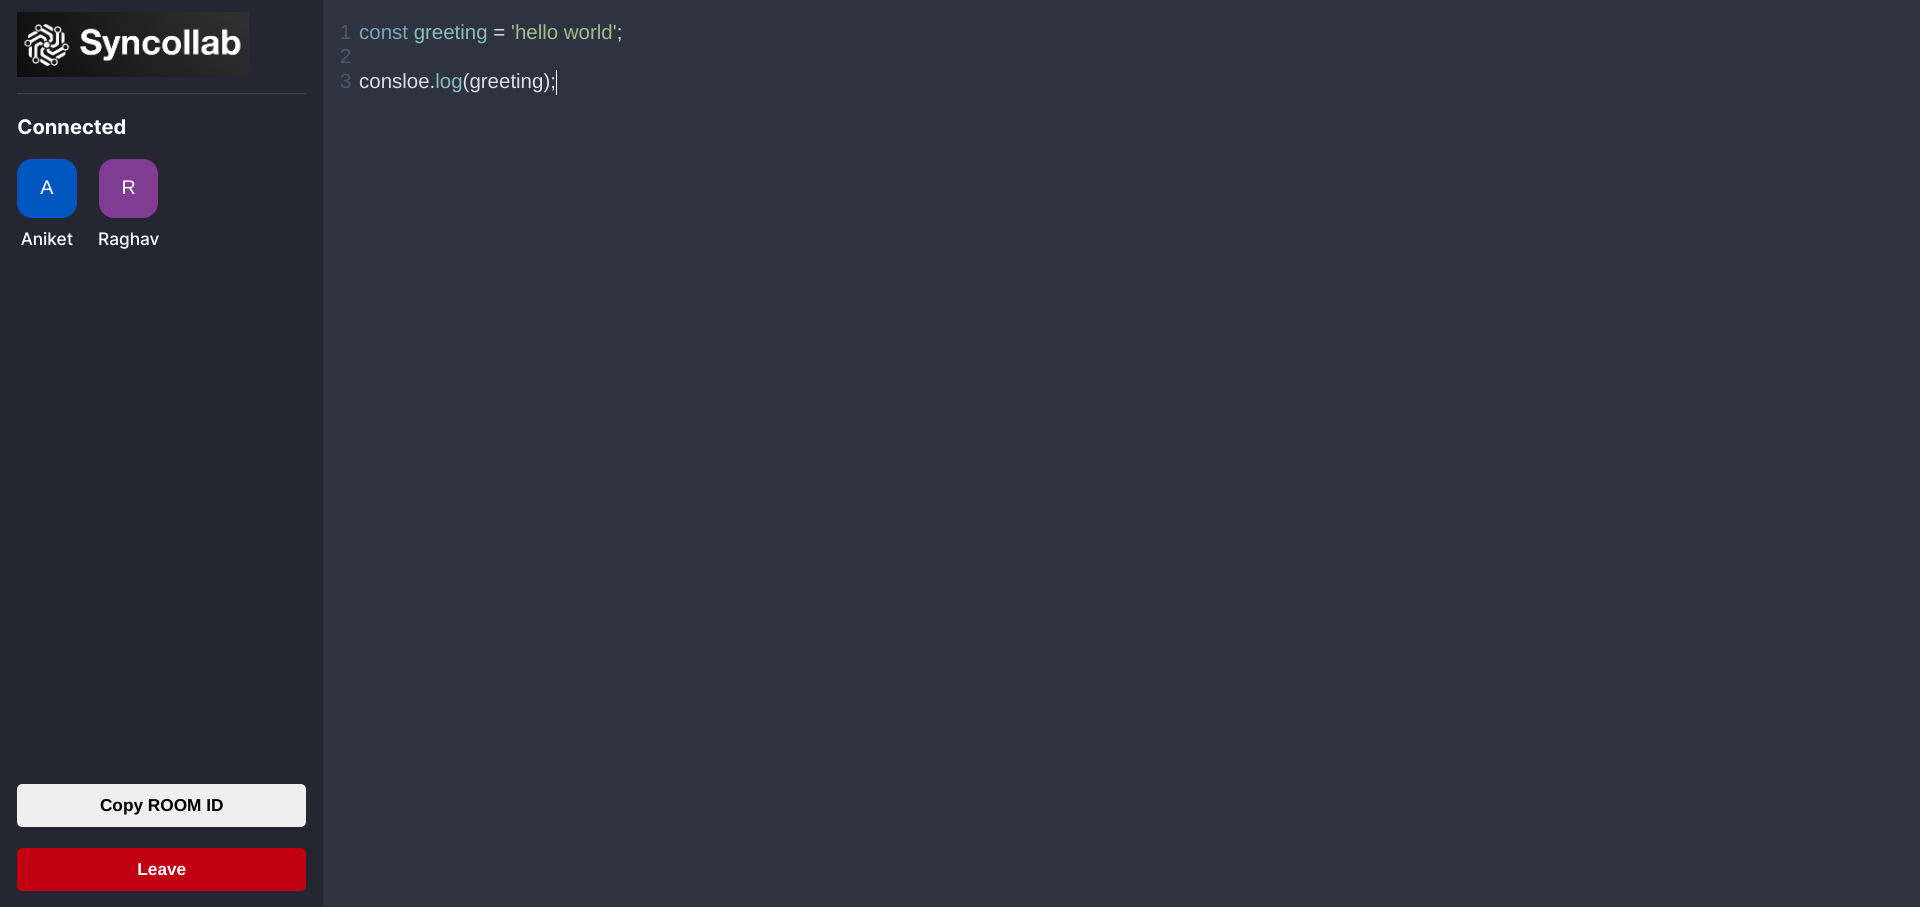 Syncollab
Connected
A
R
Aniket
Raghav
Copy ROOM ID
Leave
1 const greeting = 'hello world';
2
3 consloe.log(greeting);